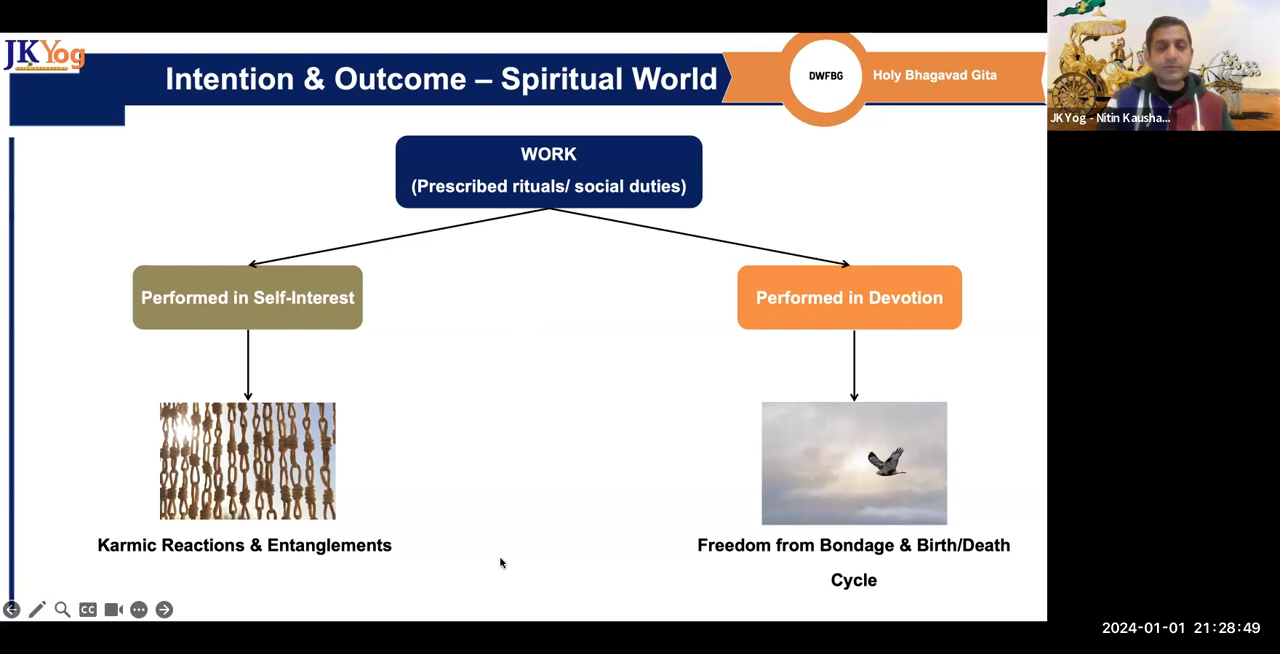 JKYog
Intention & Outcome – Spiritual World
DWFBG
Holy Bhagavad Gita
JKYog - Nitin Kausha...
WORK
(Prescribed rituals/ social duties)
Performed in Self-Interest
Performed in Devotion
Karmic Reactions & Entanglements
Freedom from Bondage & Birth/Death
Cycle
CC
2024-01-01 21:28:49